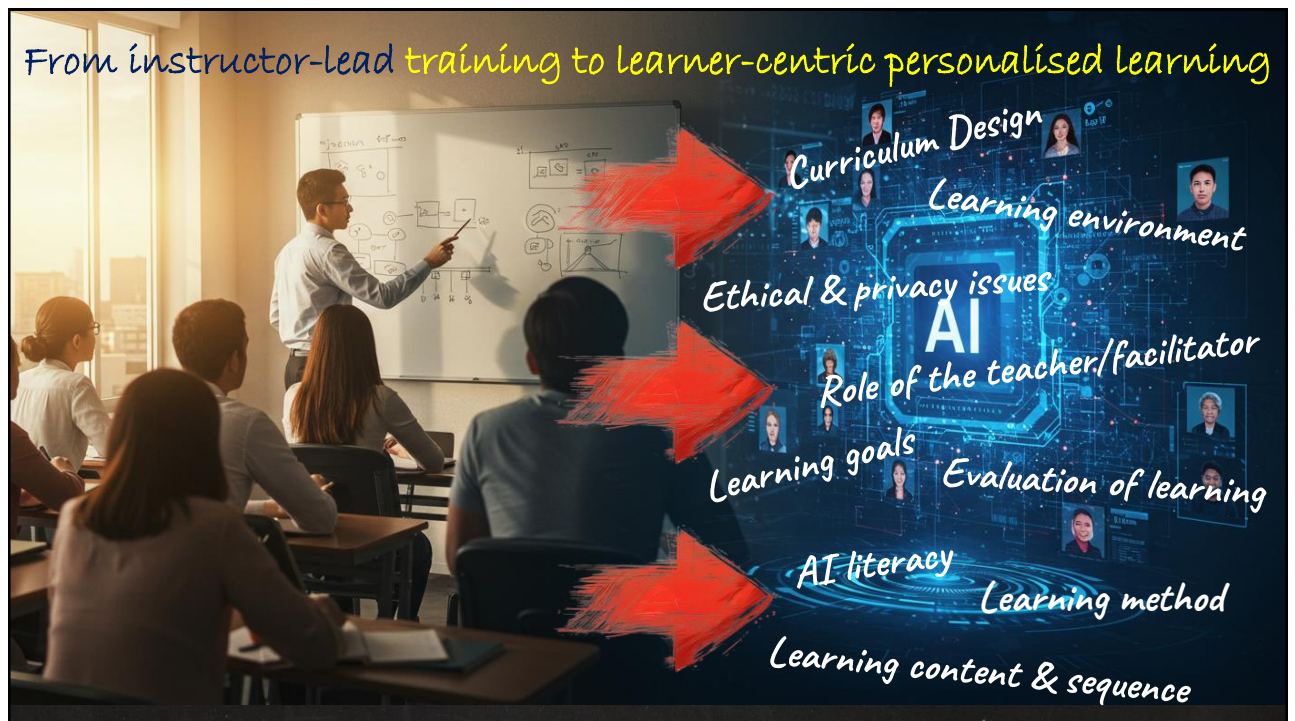 From instructor-lead training to learner-centric personalised learning
Curriculum Design
Learning environment
Ethical & privacy issues
AI
Role of the teacher/facilitator
Learning goals
Evaluation of learning
AI literacy
Learning method
Learning content & sequence